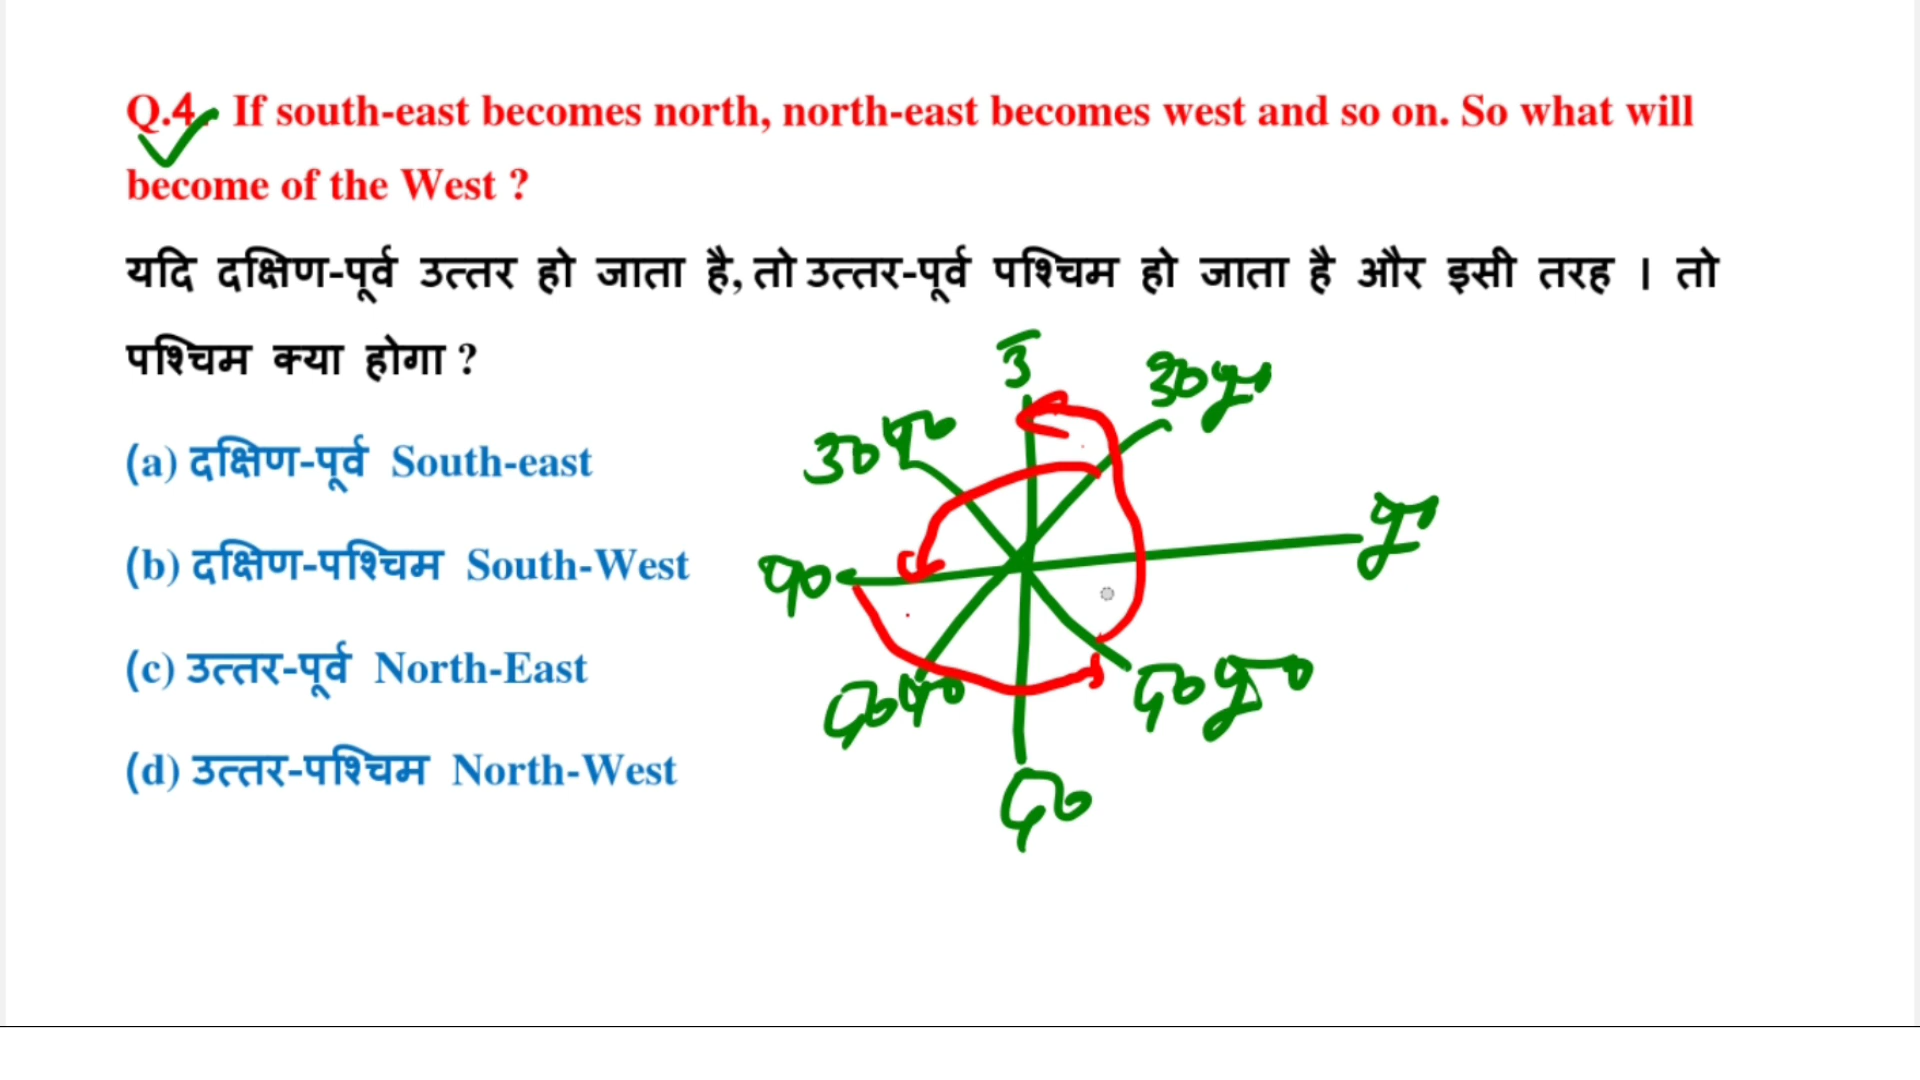 Q.4. If south-east becomes north, north-east becomes west and so on. So what will
become of the West ?
यदि दक्षिण-पूर्व उत्तर हो जाता है, तो उत्तर-पूर्व पश्चिम हो जाता है और इसी तरह । तो
पश्चिम क्या होगा ?
(a) दक्षिण-पूर्व South-east
(b) दक्षिण-पश्चिम South-West
(c) उत्तर-पूर्व North-East
(d) उत्तर-पश्चिम North-West
उ
उ०पू०
उ०प०
पू०
प०
द०प०
द०पू०
द०